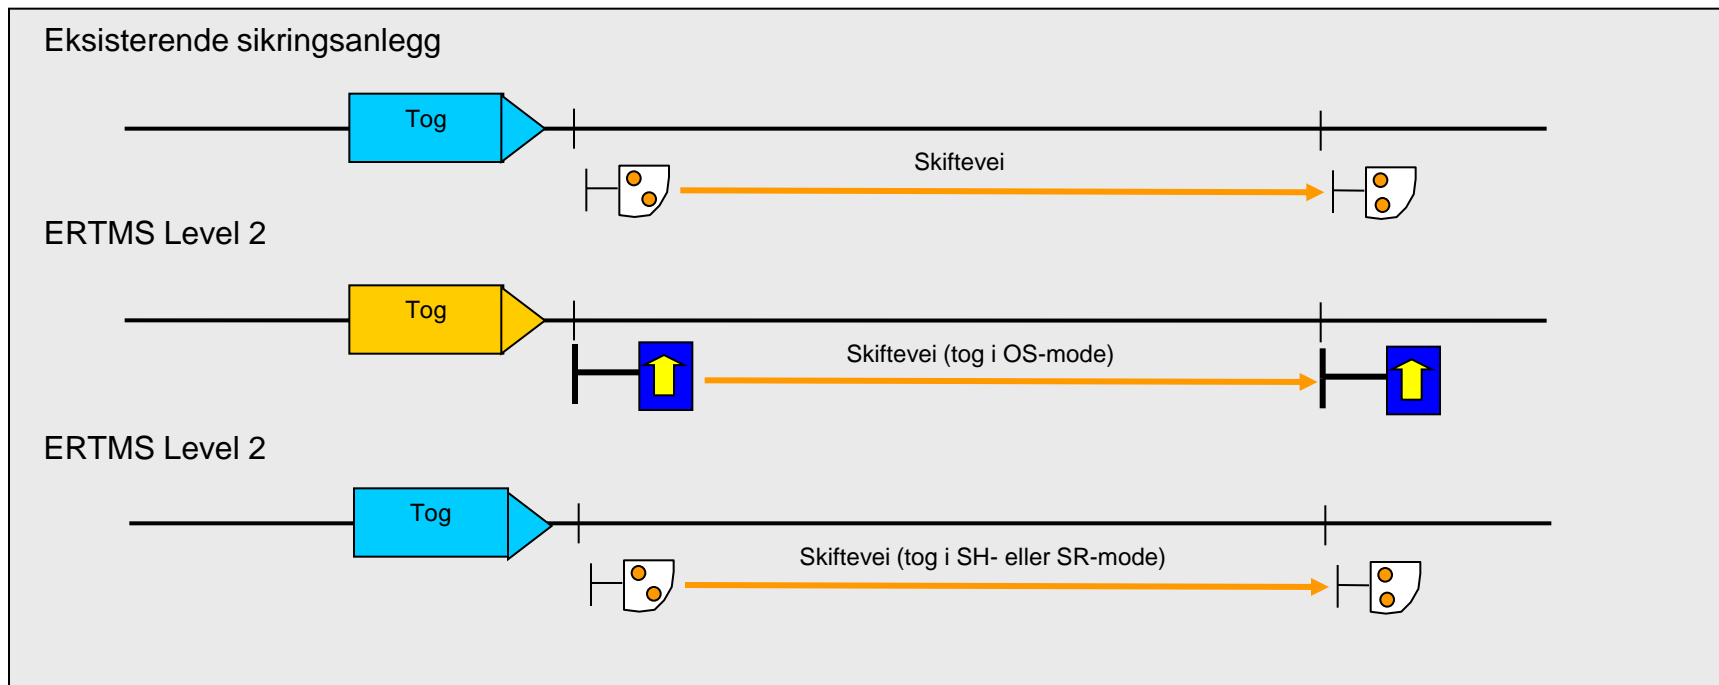 Eksisterende sikringsanlegg
Tog
Skiftevei
ERTMS Level 2
Tog
Skiftevei (tog i OS-mode)
ERTMS Level 2
Tog
Skiftevei (tog i SH- eller SR-mode)